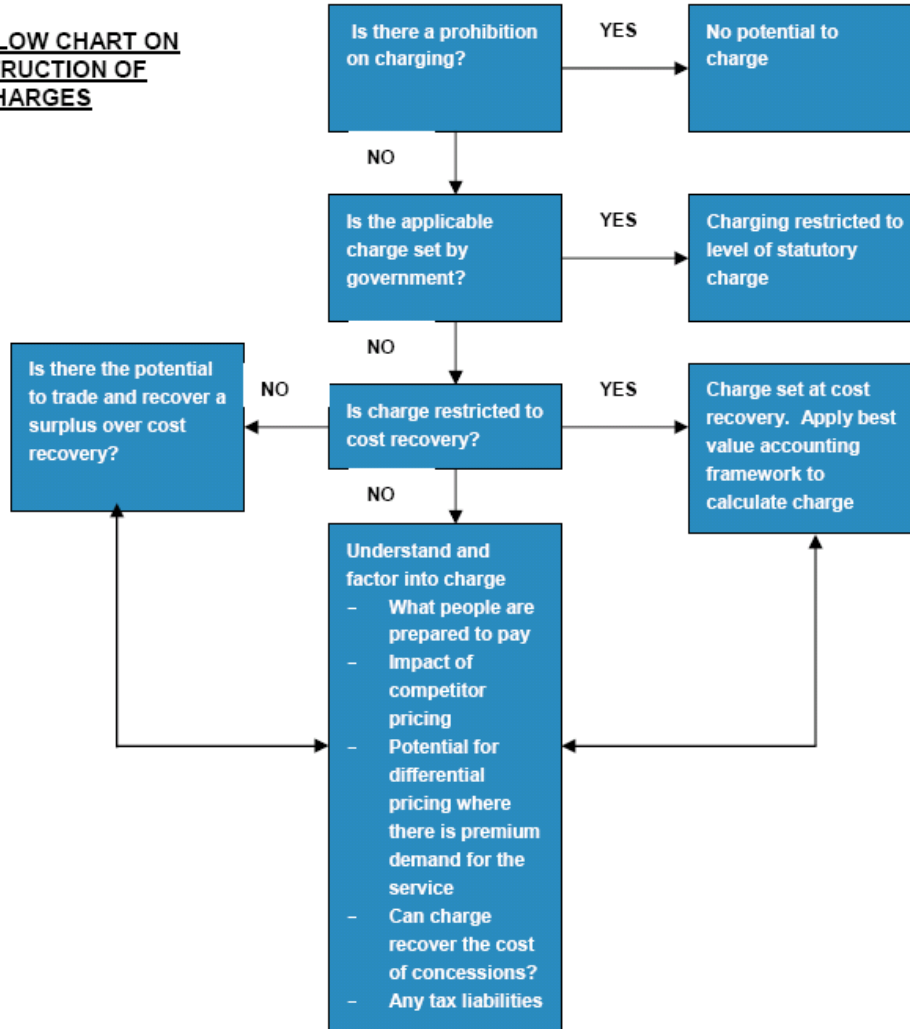 LOW CHART ON
TRUCTION OF
HARGES
Is there a prohibition
on charging?
YES
No potential to
charge
NO
Is the applicable
charge set by
government?
YES
Charging restricted to
level of statutory
charge
NO
Is there the potential
to trade and recover a
surplus over cost
recovery?
NO
Is charge restricted to
cost recovery?
YES
Charge set at cost
recovery. Apply best
value accounting
framework to
calculate charge
NO
Understand and
factor into charge
– What people are
prepared to pay
– Impact of
competitor
pricing
– Potential for
differential
pricing where
there is premium
demand for the
service
– Can charge
recover the cost
of concessions?
– Any tax liabilities